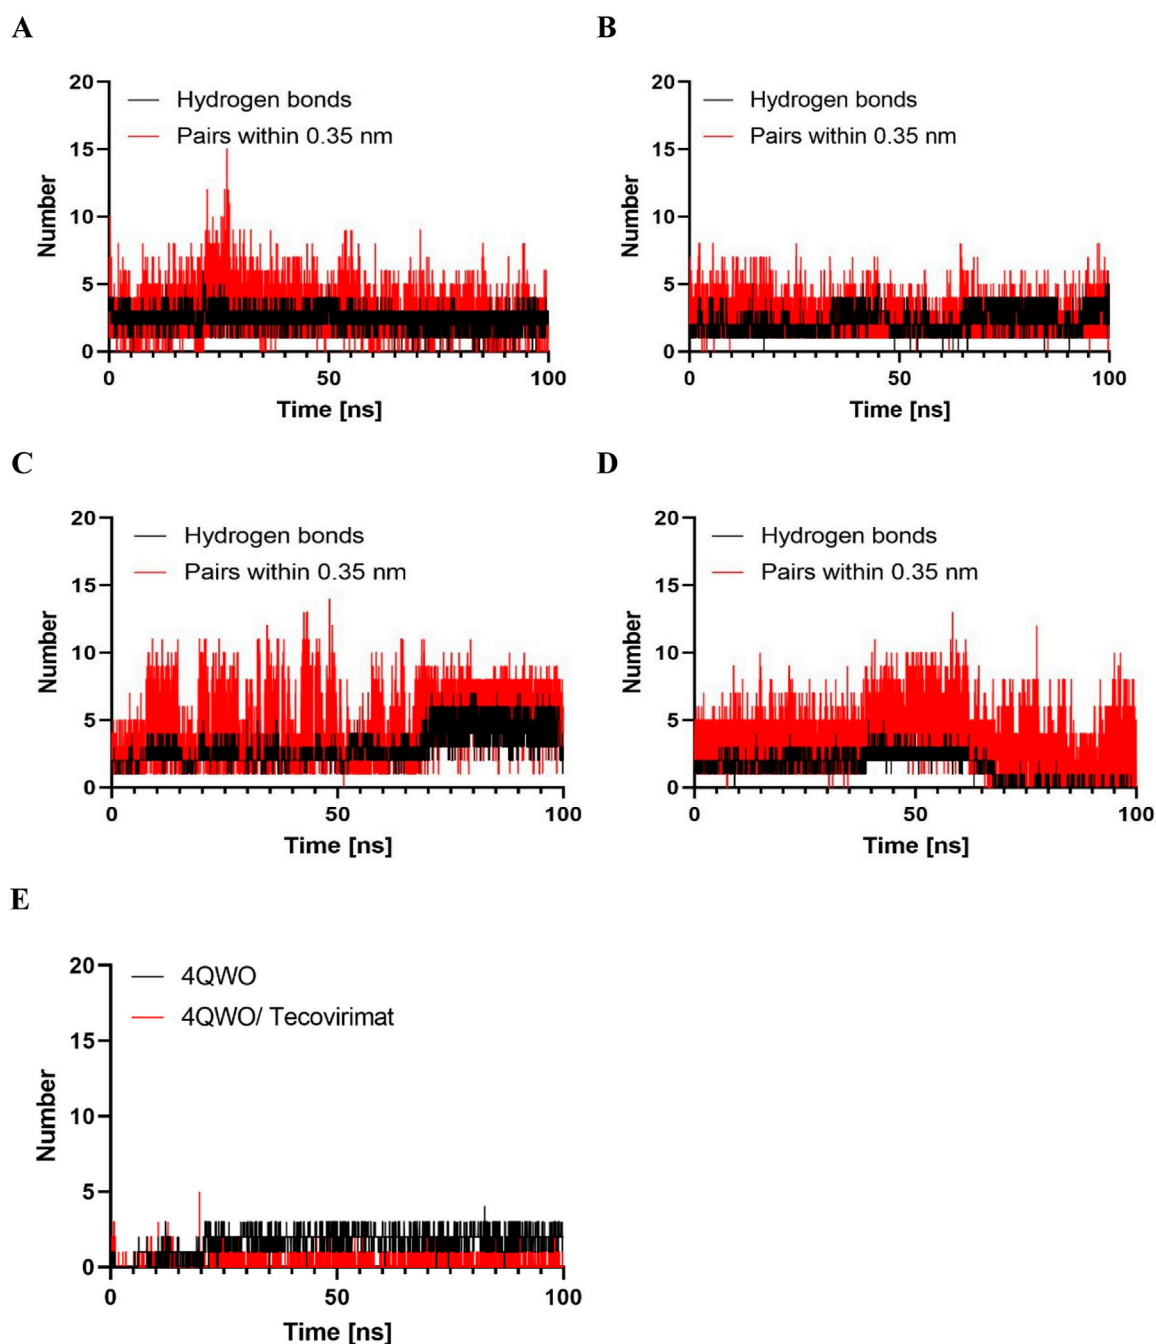 A
B
20
15
10
5
0
Number
Hydrogen bonds
Pairs within 0.35 nm
0
50
100
Time [ns]
20
15
10
5
0
Number
Hydrogen bonds
Pairs within 0.35 nm
0
50
100
Time [ns]
C
D
20
15
10
5
0
Number
Hydrogen bonds
Pairs within 0.35 nm
0
50
100
Time [ns]
20
15
10
5
0
Number
Hydrogen bonds
Pairs within 0.35 nm
0
50
100
Time [ns]
E
20
15
10
5
0
Number
4QWO
4QWO/ Tecovirimat
0
50
100
Time [ns]